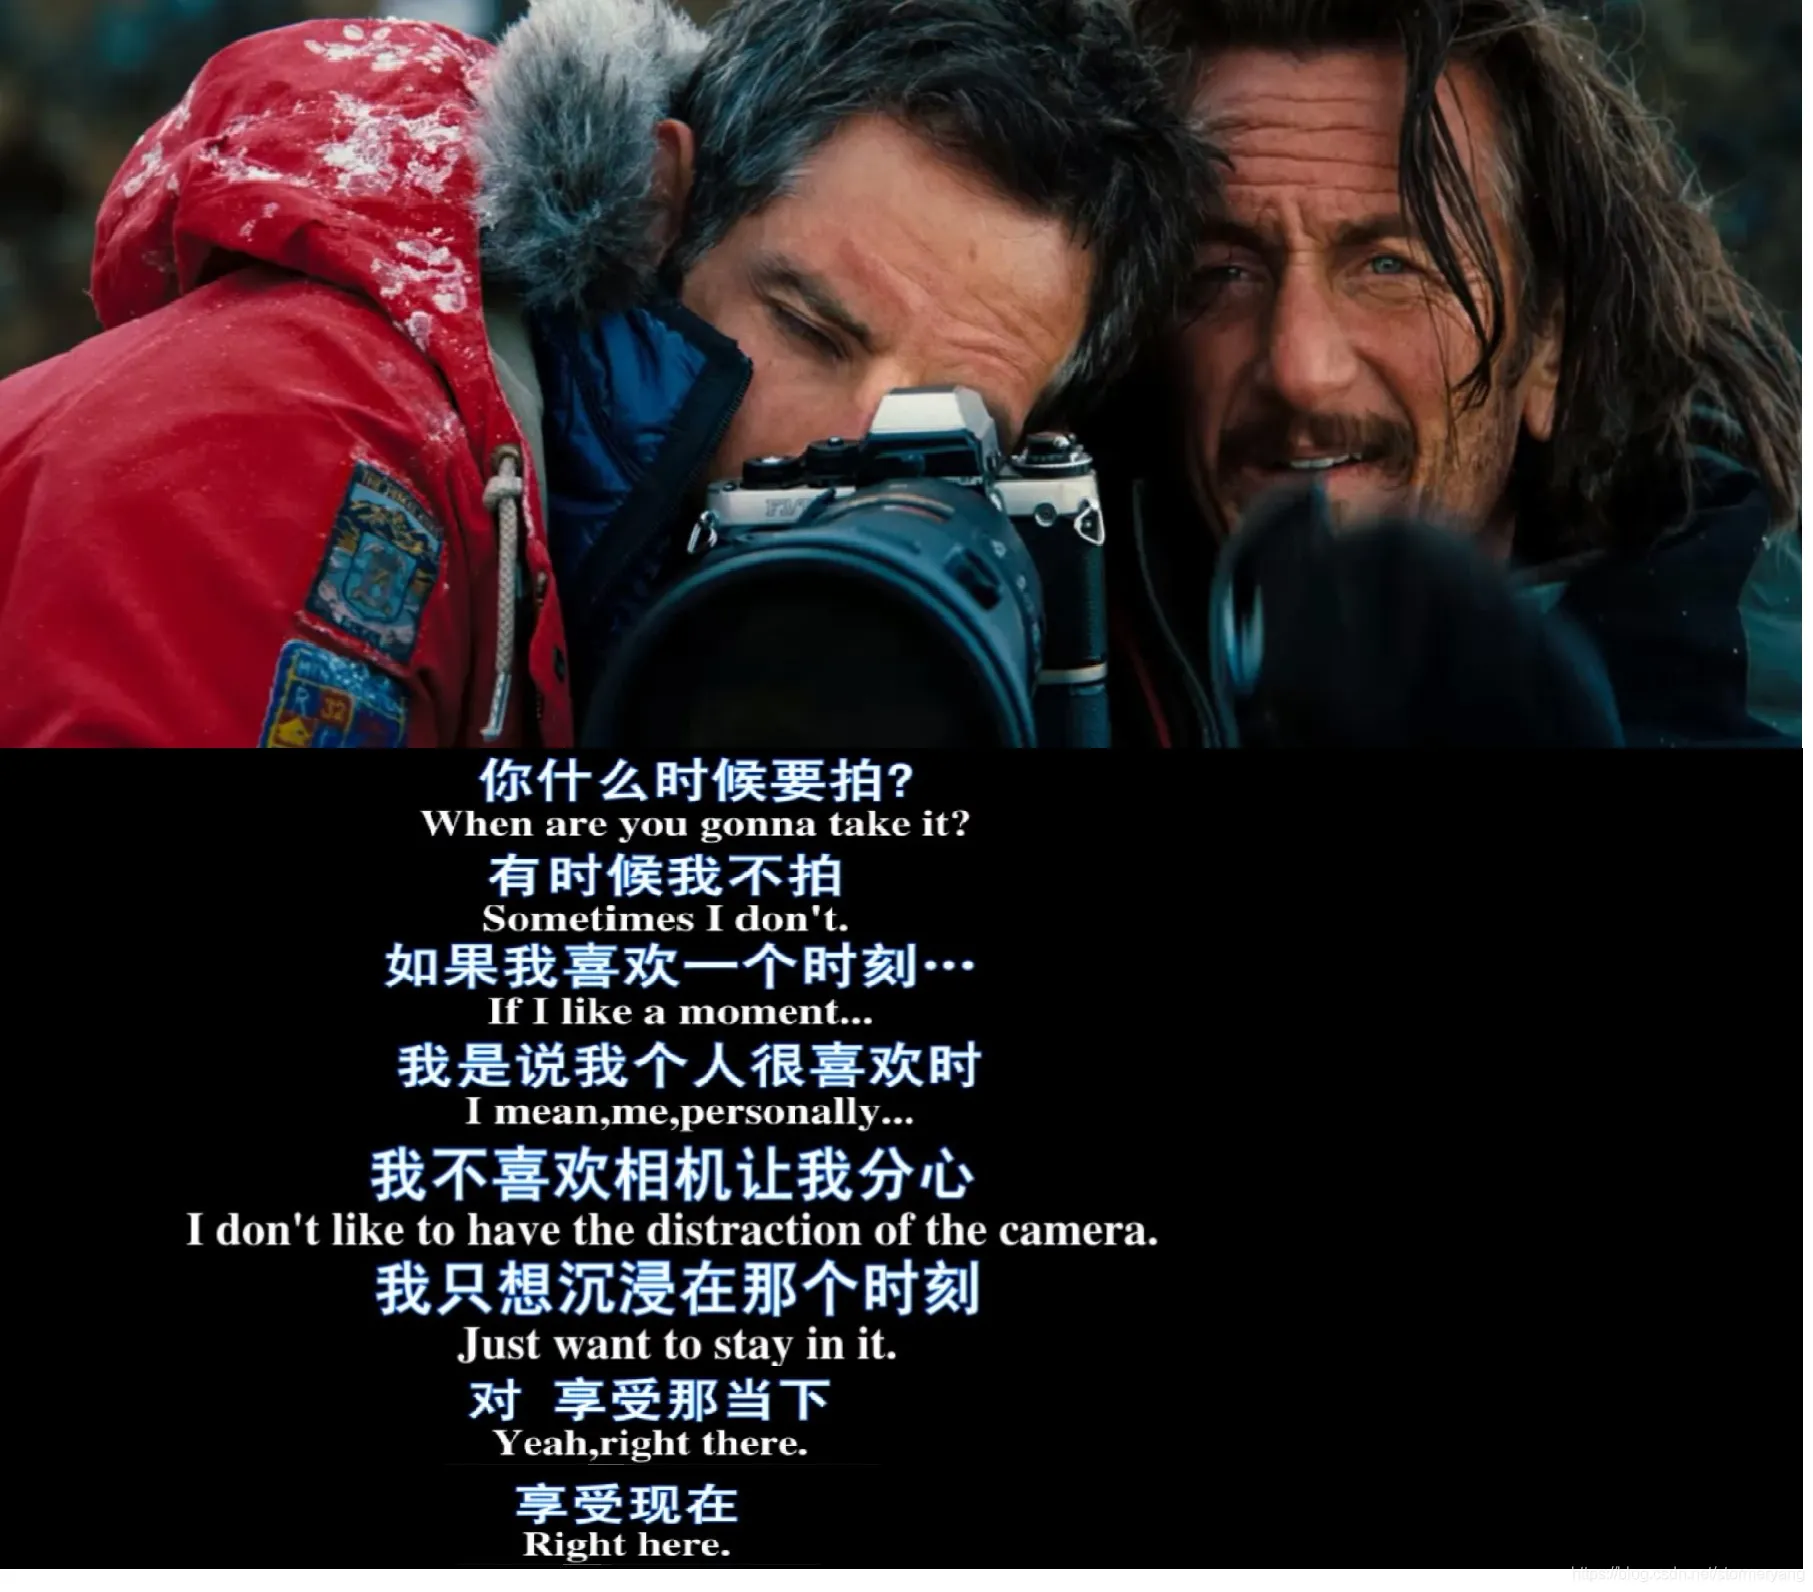 你什么时候要拍?
When are you gonna take it?
有时候我不拍
Sometimes I don't.
如果我喜欢一个时刻…
If I like a moment...
我是说我个人很喜欢时
I mean,me,personally...
我不喜欢相机让我分心
I don't like to have the distraction of the camera.
我只想沉浸在那个时刻
Just want to stay in it.
对 享受那当下
Yeah,right there.
享受现在
Right here.